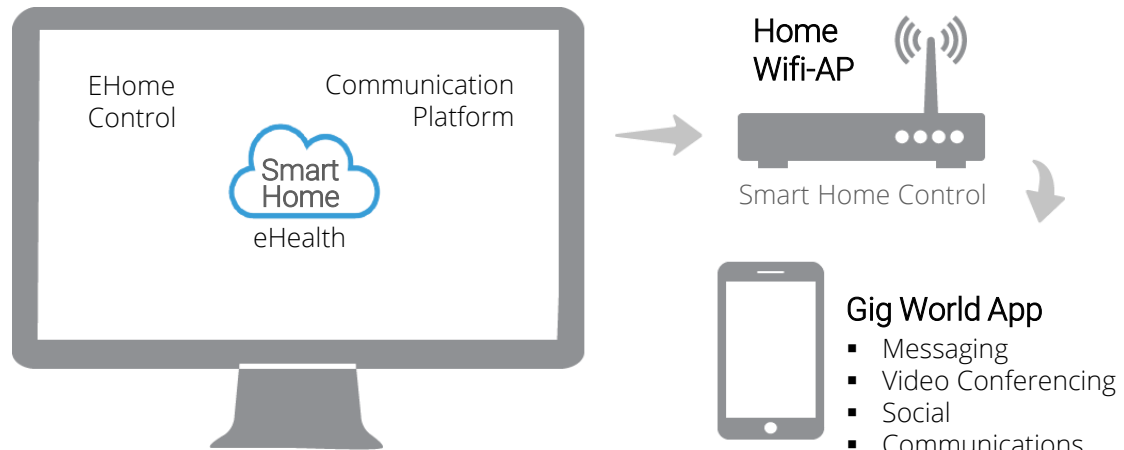 EHome
Control
Communication
Platform
Smart
Home
eHealth
Home
Wifi-AP
Smart Home Control
Gig World App
▪ Messaging
▪ Video Conferencing
▪ Social
▪ Communications